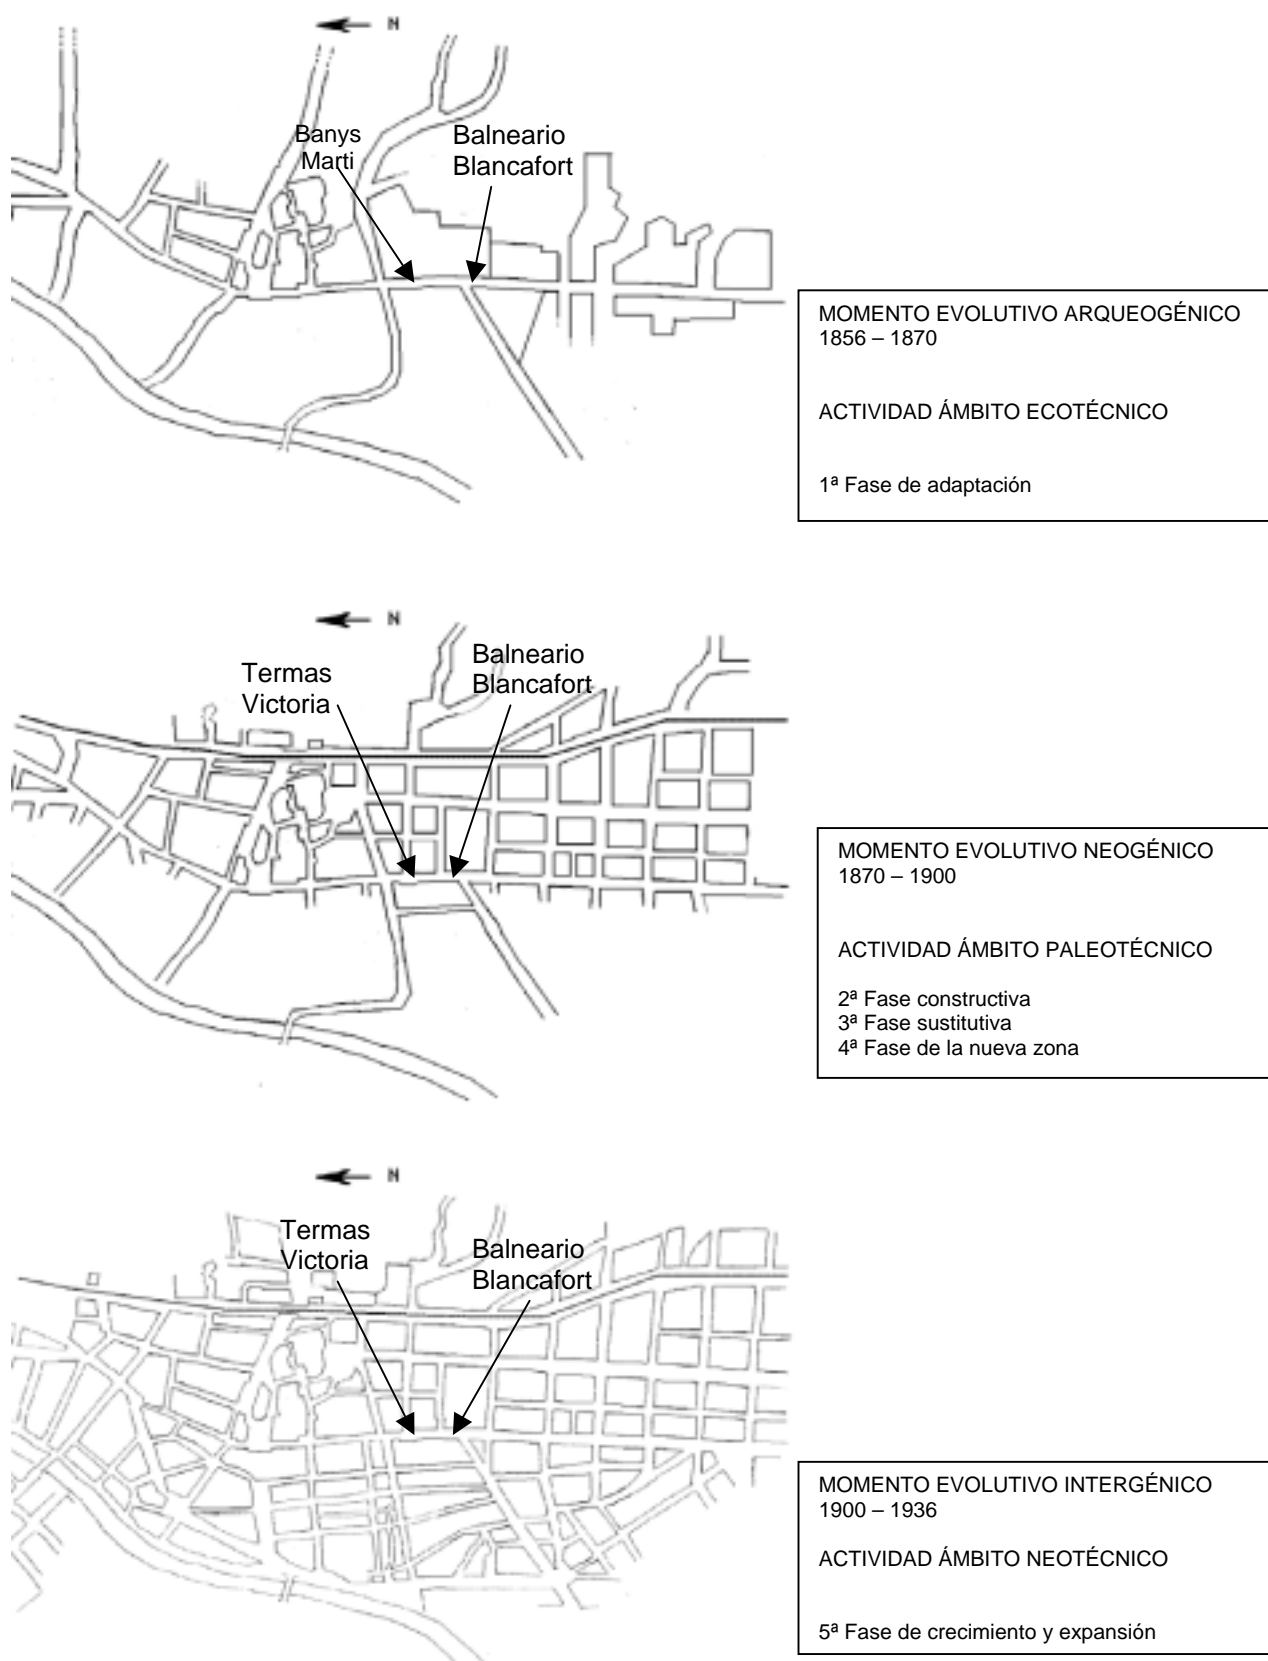 N
Banys
Marti
Balneario
Blancafort
MOMENTO EVOLUTIVO ARQUEOGÉNICO
1856 – 1870
ACTIVIDAD ÁMBITO ECOTÉCNICO
1ª Fase de adaptación
N
Termas
Victoria
Balneario
Blancafort
MOMENTO EVOLUTIVO NEOGÉNICO
1870 – 1900
ACTIVIDAD ÁMBITO PALEOTÉCNICO
2ª Fase constructiva
3ª Fase sustitutiva
4ª Fase de la nueva zona
N
Termas
Victoria
Balneario
Blancafort
MOMENTO EVOLUTIVO INTERGÉNICO
1900 – 1936
ACTIVIDAD ÁMBITO NEOTÉCNICO
5ª Fase de crecimiento y expansión